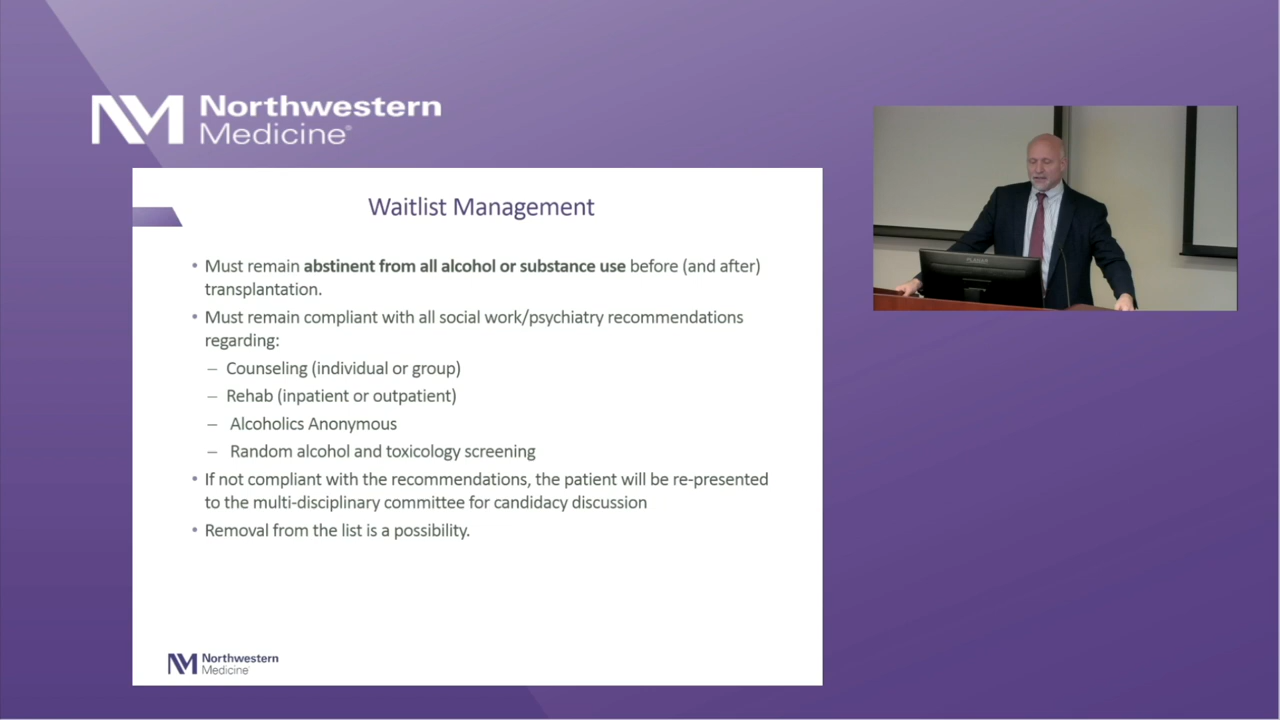 Northwestern
Medicine®
Waitlist Management
• Must remain abstinent from all alcohol or substance use before (and after)
transplantation.
• Must remain compliant with all social work/psychiatry recommendations
regarding:
– Counseling (individual or group)
– Rehab (inpatient or outpatient)
– Alcoholics Anonymous
– Random alcohol and toxicology screening
• If not compliant with the recommendations, the patient will be re-presented
to the multi-disciplinary committee for candidacy discussion
• Removal from the list is a possibility.
Northwestern
Medicine